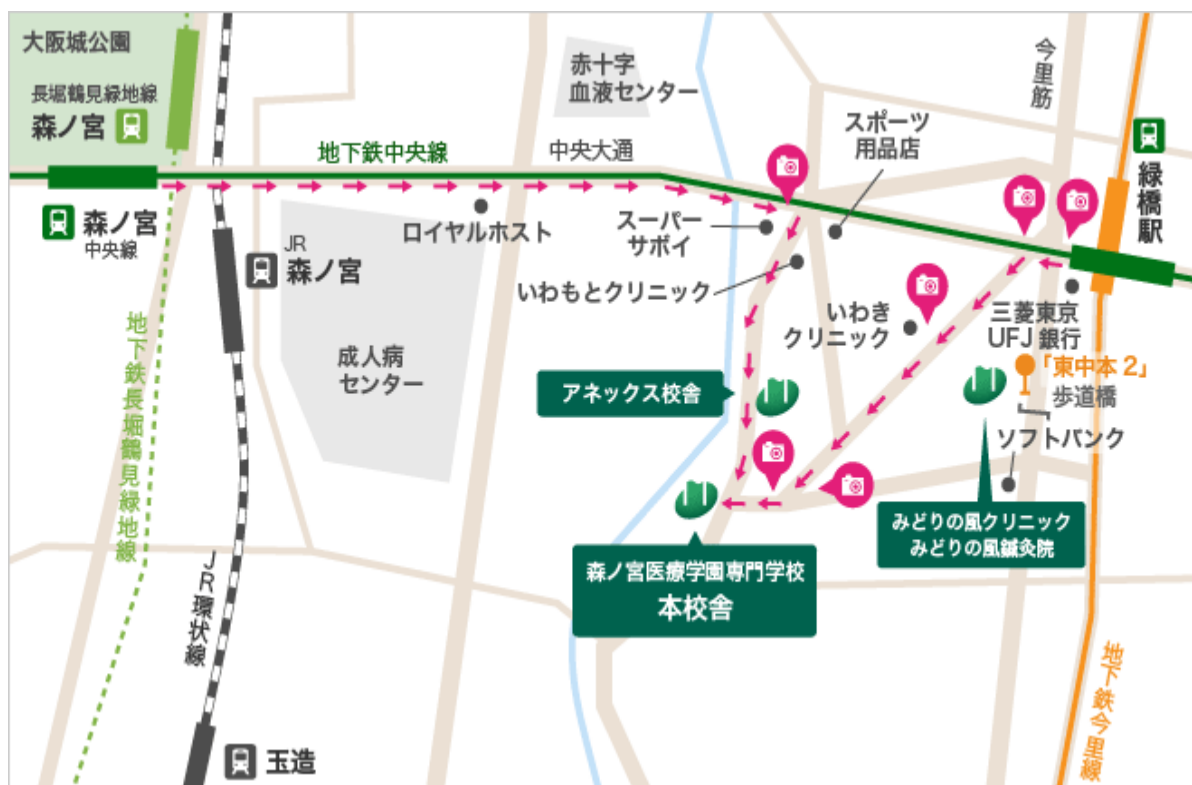 大阪城公園
長堀鶴見緑地線
森ノ宮
地下鉄中央線
中央大通
赤十字
血液センター
スポーツ
用品店
今里筋
緑橋駅
森ノ宮
中央線
JR
森ノ宮
ロイヤルホスト
スーパー
サボイ
いわもとクリニック
いわき
クリニック
三菱東京
UFJ 銀行
「東中本 2」
歩道橋
ソフトバンク
成人病
センター
アネックス校舎
地下鉄長堀鶴見緑地線
みどりの風クリニック
みどりの風鍼灸院
森ノ宮医療学園専門学校
本校舎
JR環状線
地下鉄今里線
玉造